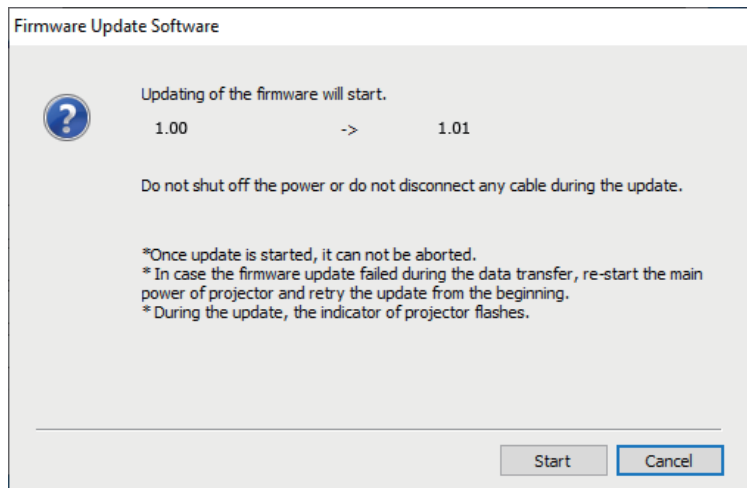 Firmware Update Software
Updating of the firmware will start.
1.00 -> 1.01
Do not shut off the power or do not disconnect any cable during the update.
*Once update is started, it can not be aborted.
* In case the firmware update failed during the data transfer, re-start the main
power of projector and retry the update from the beginning.
* During the update, the indicator of projector flashes.
Start Cancel